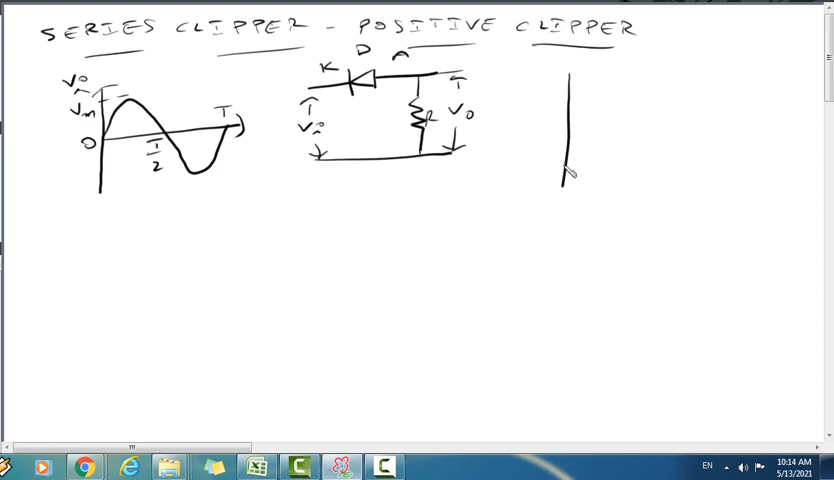 SERIES CLIPPER - POSITIVE CLIPPER
D
K A
Vi
Vm
T
Vi
R
Vo
0
T/2
EN
10:14 AM
5/13/2021